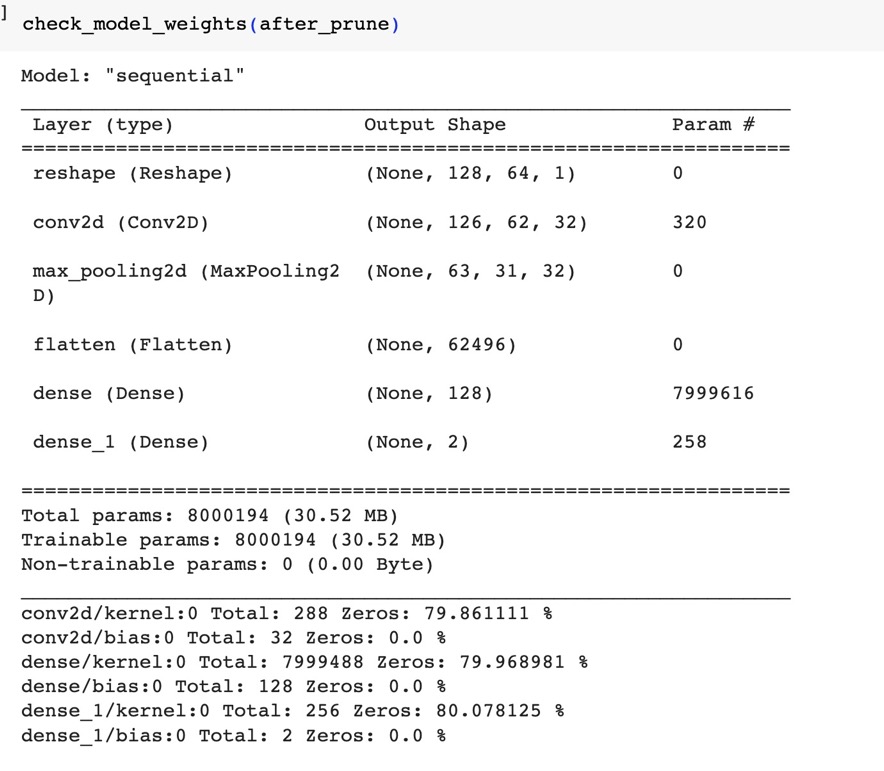 ]
check_model_weights(after_prune)
Model: "sequential"
Layer (type) Output Shape Param #
=================================================================
reshape (Reshape) (None, 128, 64, 1) 0
conv2d (Conv2D) (None, 126, 62, 32) 320
max_pooling2d (MaxPooling2 (None, 63, 31, 32) 0
D)
flatten (Flatten) (None, 62496) 0
dense (Dense) (None, 128) 7999616
dense_1 (Dense) (None, 2) 258
=================================================================
Total params: 8000194 (30.52 MB)
Trainable params: 8000194 (30.52 MB)
Non-trainable params: 0 (0.00 Byte)
_________________________________________________________________
conv2d/kernel:0 Total: 288 Zeros: 79.861111 %
conv2d/bias:0 Total: 32 Zeros: 0.0 %
dense/kernel:0 Total: 7999488 Zeros: 79.968981 %
dense/bias:0 Total: 128 Zeros: 0.0 %
dense_1/kernel:0 Total: 256 Zeros: 80.078125 %
dense_1/bias:0 Total: 2 Zeros: 0.0 %